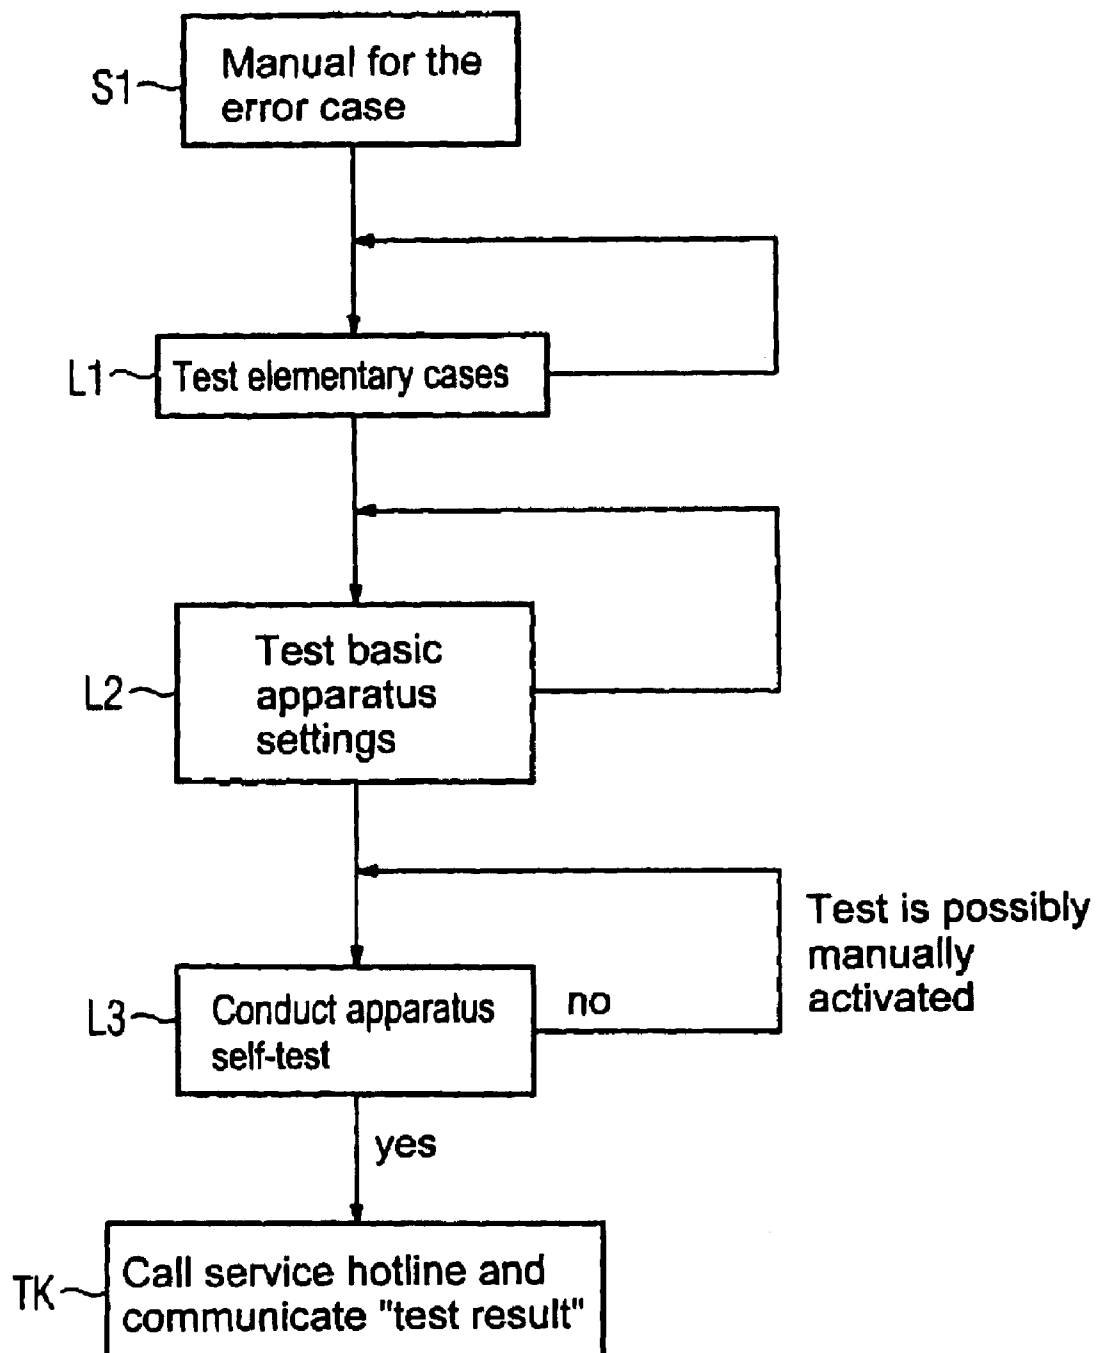 S1
Manual for the
error case
L1
Test elementary cases
L2
Test basic
apparatus
settings
Test is possibly
manually
activated
L3
Conduct apparatus
self-test
no
yes
TK
Call service hotline and
communicate "test result"